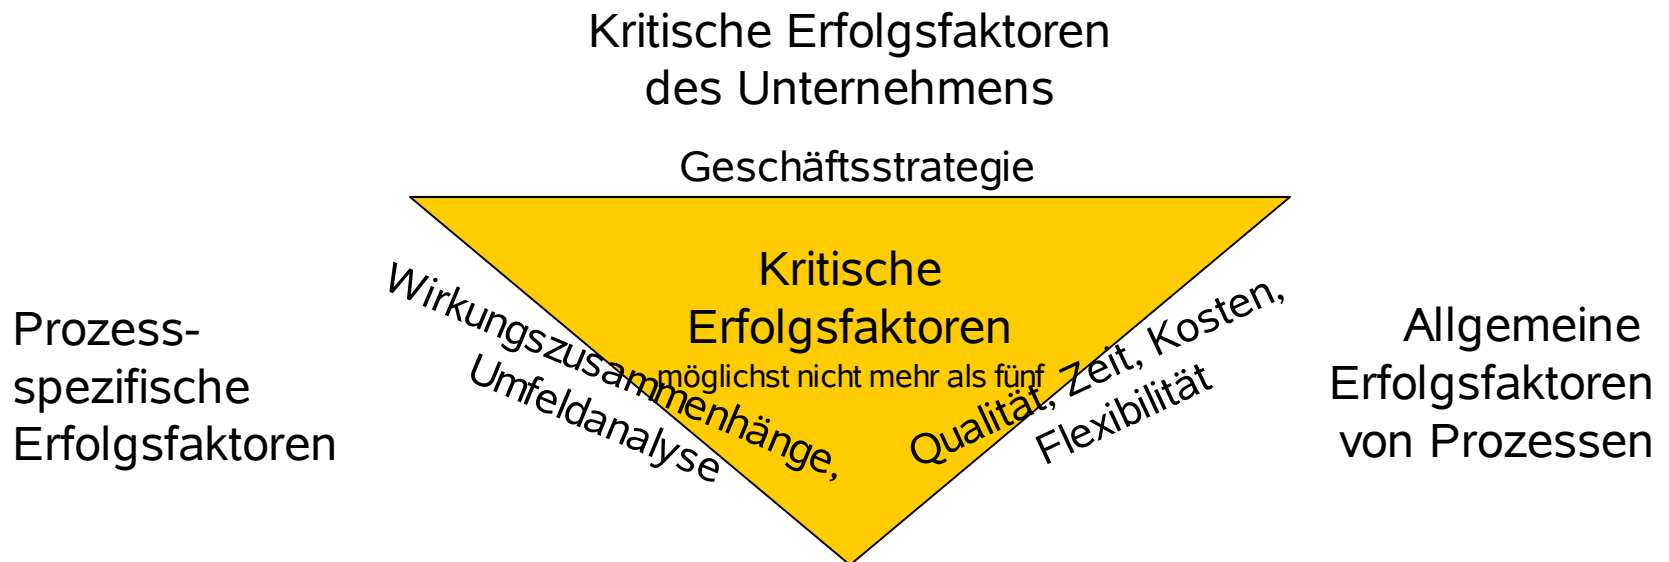 Kritische Erfolgsfaktoren
des Unternehmens
Geschäftsstrategie
Kritische
Erfolgsfaktoren
möglichst nicht mehr als fünf
Wirkungszusammenhänge,
Umfeldanalyse
Qualität, Zeit, Kosten,
Flexibilität
Prozess-
spezifische
Erfolgsfaktoren
Allgemeine
Erfolgsfaktoren
von Prozessen